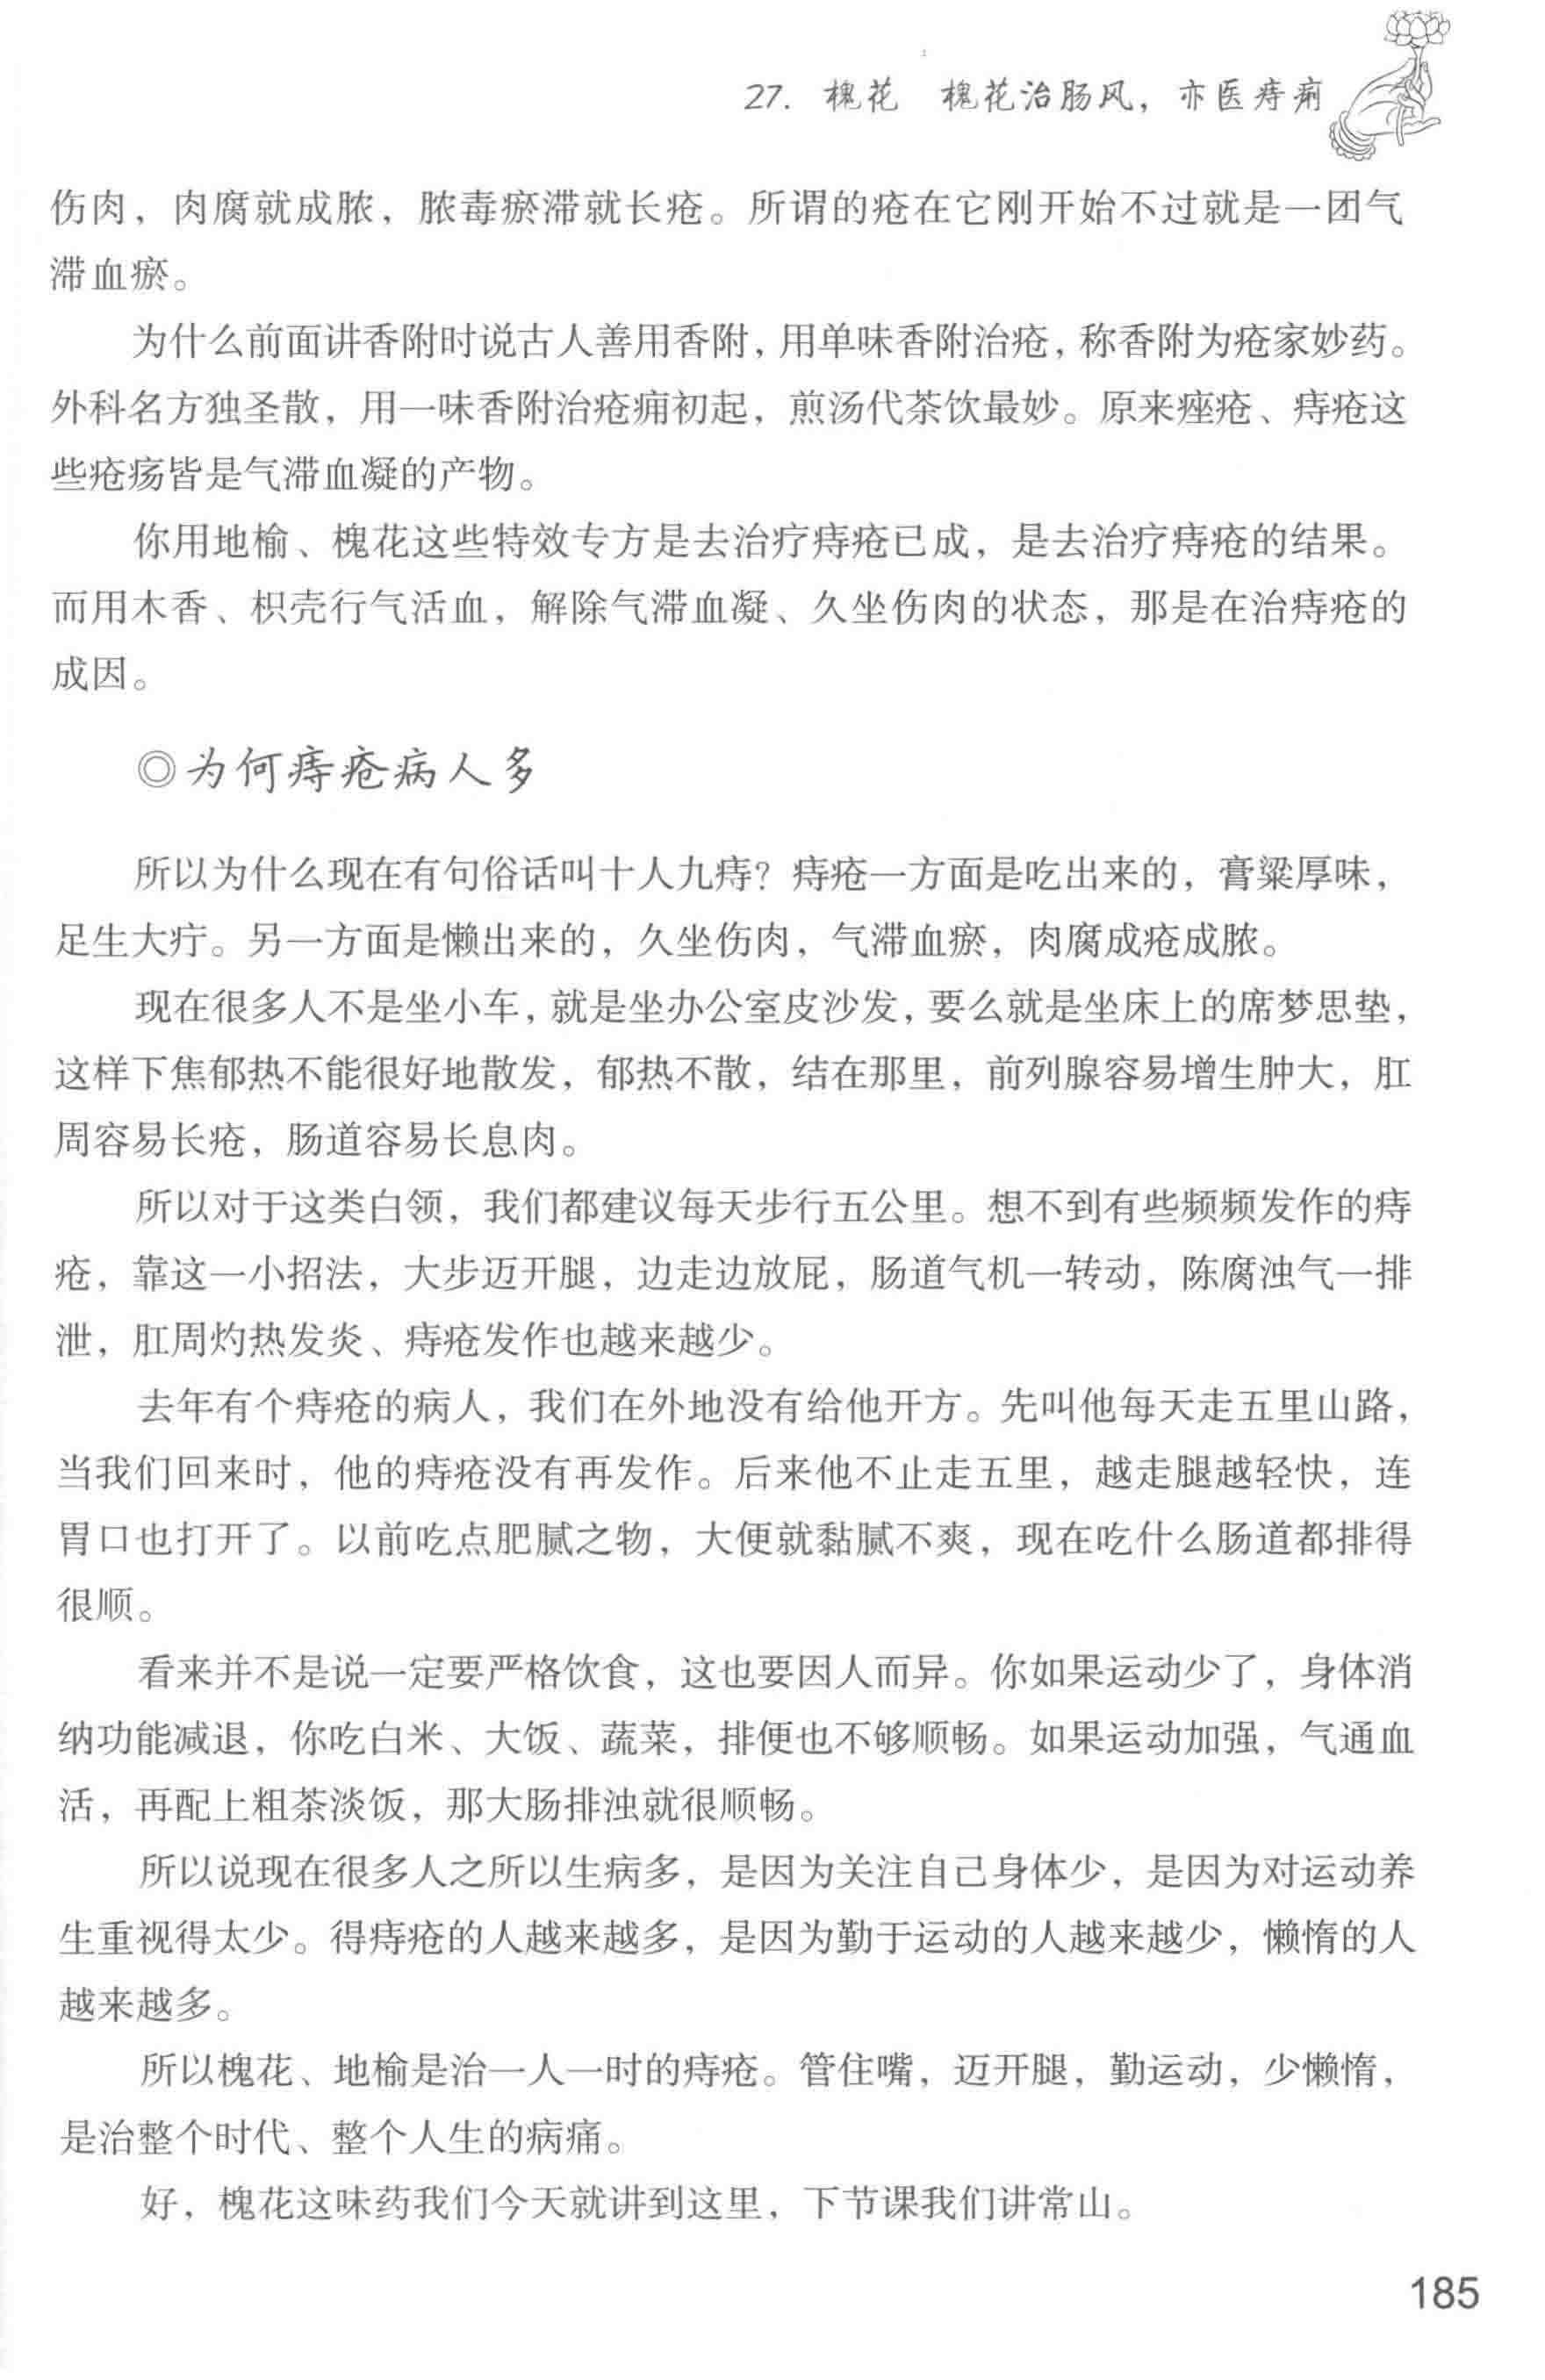 27. 槐花　槐花治肠风，亦医痔痢
伤肉，肉腐就成脓，脓毒瘀滞就长疮。所谓的疮在它刚开始不过就是一团气
滞血瘀。
为什么前面讲香附时说古人善用香附，用单味香附治疮，称香附为疮家妙药。
外科名方独圣散，用一味香附治疮痈初起，煎汤代茶饮最妙。原来痤疮、痔疮这
些疮疡皆是气滞血凝的产物。
你用地榆、槐花这些特效专方是去治疗痔疮已成，是去治疗痔疮的结果。
而用木香、枳壳行气活血，解除气滞血凝、久坐伤肉的状态，那是在治痔疮的
成因。
◎为何痔疮病人多
所以为什么现在有句俗话叫十人九痔？痔疮一方面是吃出来的，膏粱厚味，
足生大疔。另一方面是懒出来的，久坐伤肉，气滞血瘀，肉腐成疮成脓。
现在很多人不是坐小车，就是坐办公室皮沙发，要么就是坐床上的席梦思垫，
这样下焦郁热不能很好地散发，郁热不散，结在那里，前列腺容易增生肿大，肛
周容易长疮，肠道容易长息肉。
所以对于这类白领，我们都建议每天步行五公里。想不到有些频频发作的痔
疮，靠这一小招法，大步迈开腿，边走边放屁，肠道气机一转动，陈腐浊气一排
泄，肛周灼热发炎、痔疮发作也越来越少。
去年有个痔疮的病人，我们在外地没有给他开方。先叫他每天走五里山路，
当我们回来时，他的痔疮没有再发作。后来他不止走五里，越走腿越轻快，连
胃口也打开了。以前吃点肥腻之物，大便就黏腻不爽，现在吃什么肠道都排得
很顺。
看来并不是说一定要严格饮食，这也要因人而异。你如果运动少了，身体消
纳功能减退，你吃白米、大饭、蔬菜，排便也不够顺畅。如果运动加强，气通血
活，再配上粗茶淡饭，那大肠排浊就很顺畅。
所以说现在很多人之所以生病多，是因为关注自己身体少，是因为对运动养
生重视得太少。得痔疮的人越来越多，是因为勤于运动的人越来越少，懒惰的人
越来越多。
所以槐花、地榆是治一人一时的痔疮。管住嘴，迈开腿，勤运动，少懒惰，
是治整个时代、整个人生的病痛。
好，槐花这味药我们今天就讲到这里，下节课我们讲常山。
185